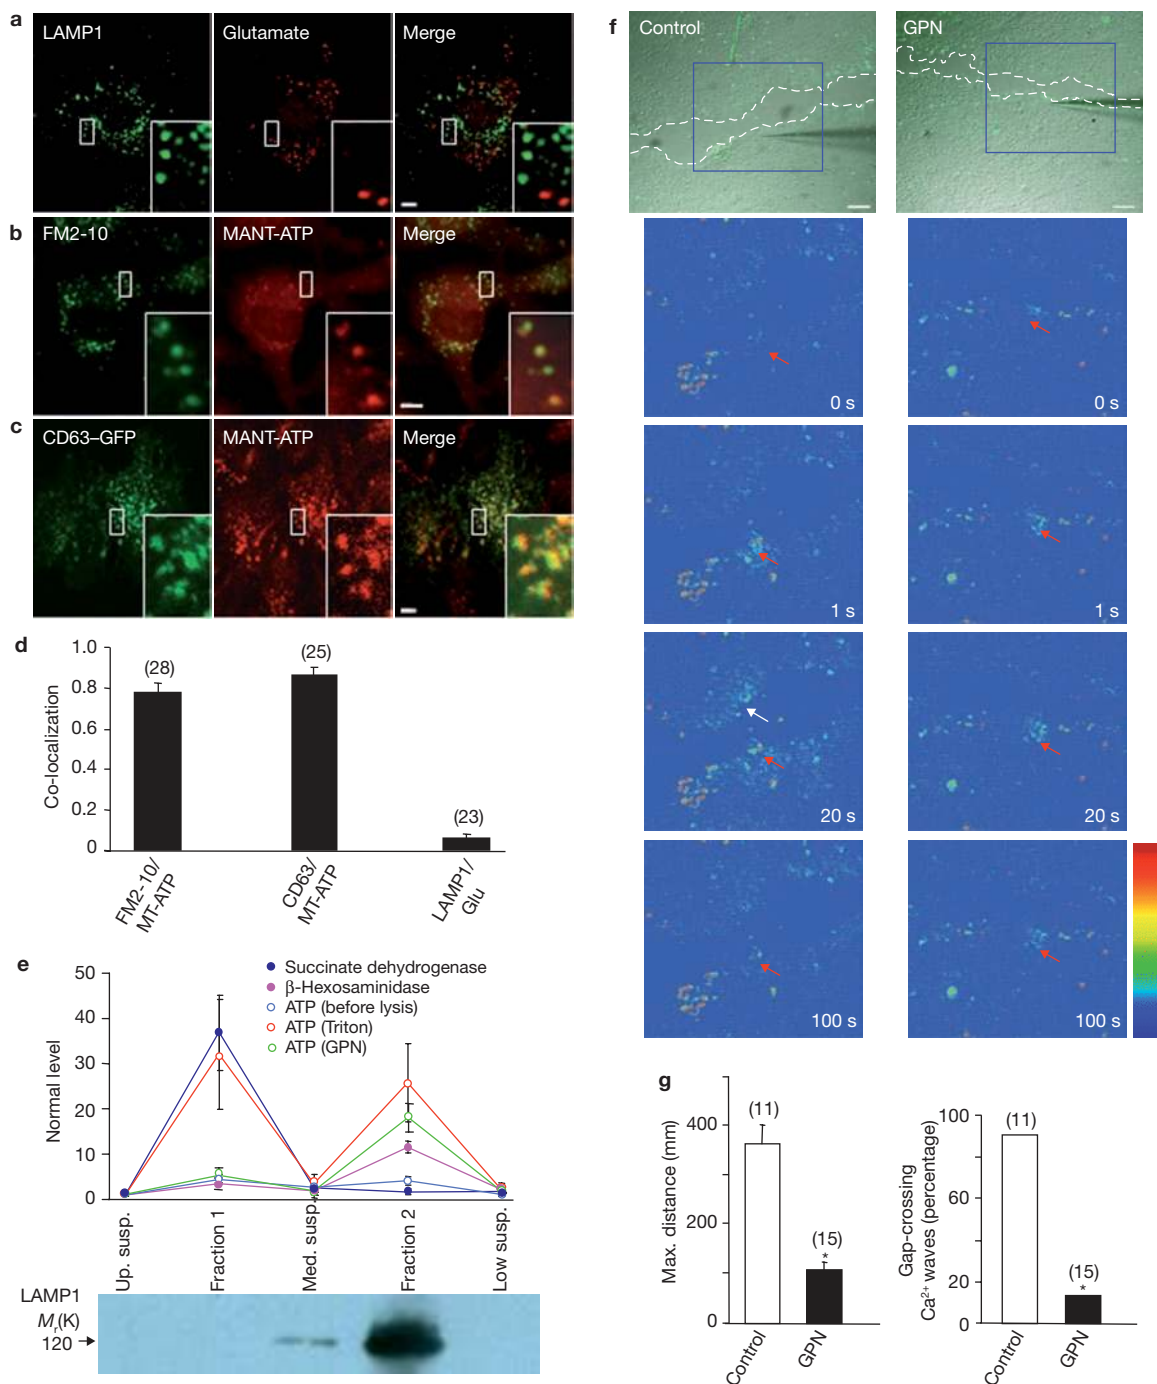 a
LAMP1
Glutamate
Merge
b
FM2-10
MANT-ATP
Merge
c
CD63–GFP
MANT-ATP
Merge
d
Co-localization
1.0
0.8
0.6
0.4
0.2
0
(28)
(25)
(23)
FM2-10/
MT-ATP
CD63/
MT-ATP
LAMP1/
Glu
e
Normal level
50
40
30
20
10
0
Succinate dehydrogenase
β-Hexosaminidase
ATP (before lysis)
ATP (Triton)
ATP (GPN)
Up. susp.
Fraction 1
Med. susp.
Fraction 2
Low susp.
LAMP1
Mr(K)
120
f
Control
GPN
0 s
0 s
1 s
1 s
20 s
20 s
100 s
100 s
g
Max. distance (mm)
400
200
0
(11)
(15)
*
Control
GPN
Gap-crossing
Ca²⁺ waves (percentage)
100
80
60
40
20
0
(11)
(15)
*
Control
GPN